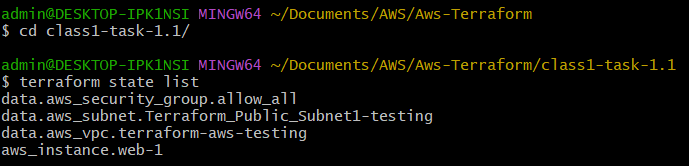 admin@DESKTOP-IPK1NSI MINGW64 ~/Documents/AWS/Aws-Terraform
$ cd class1-task-1.1/
admin@DESKTOP-IPK1NSI MINGW64 ~/Documents/AWS/Aws-Terraform/class1-task-1.1
$ terraform state list
data.aws_security_group.allow_all
data.aws_subnet.Terraform_Public_Subnet1-testing
data.aws_vpc.terraform-aws-testing
aws_instance.web-1